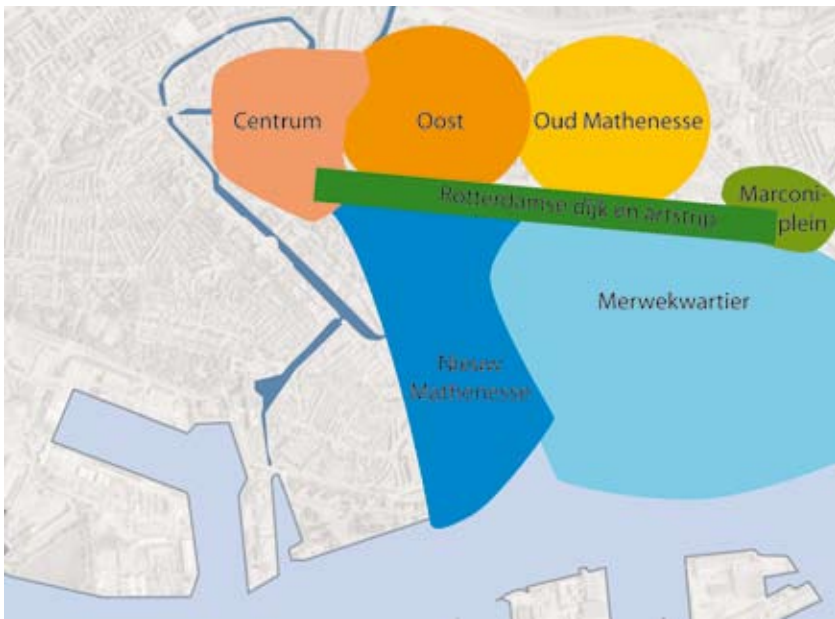 Centrum
Oost
Oud Mathenesse
Marconi-
plein
Rotterdamse dijk en artstrip
Merwekwartier
Nieuw
Mathenesse